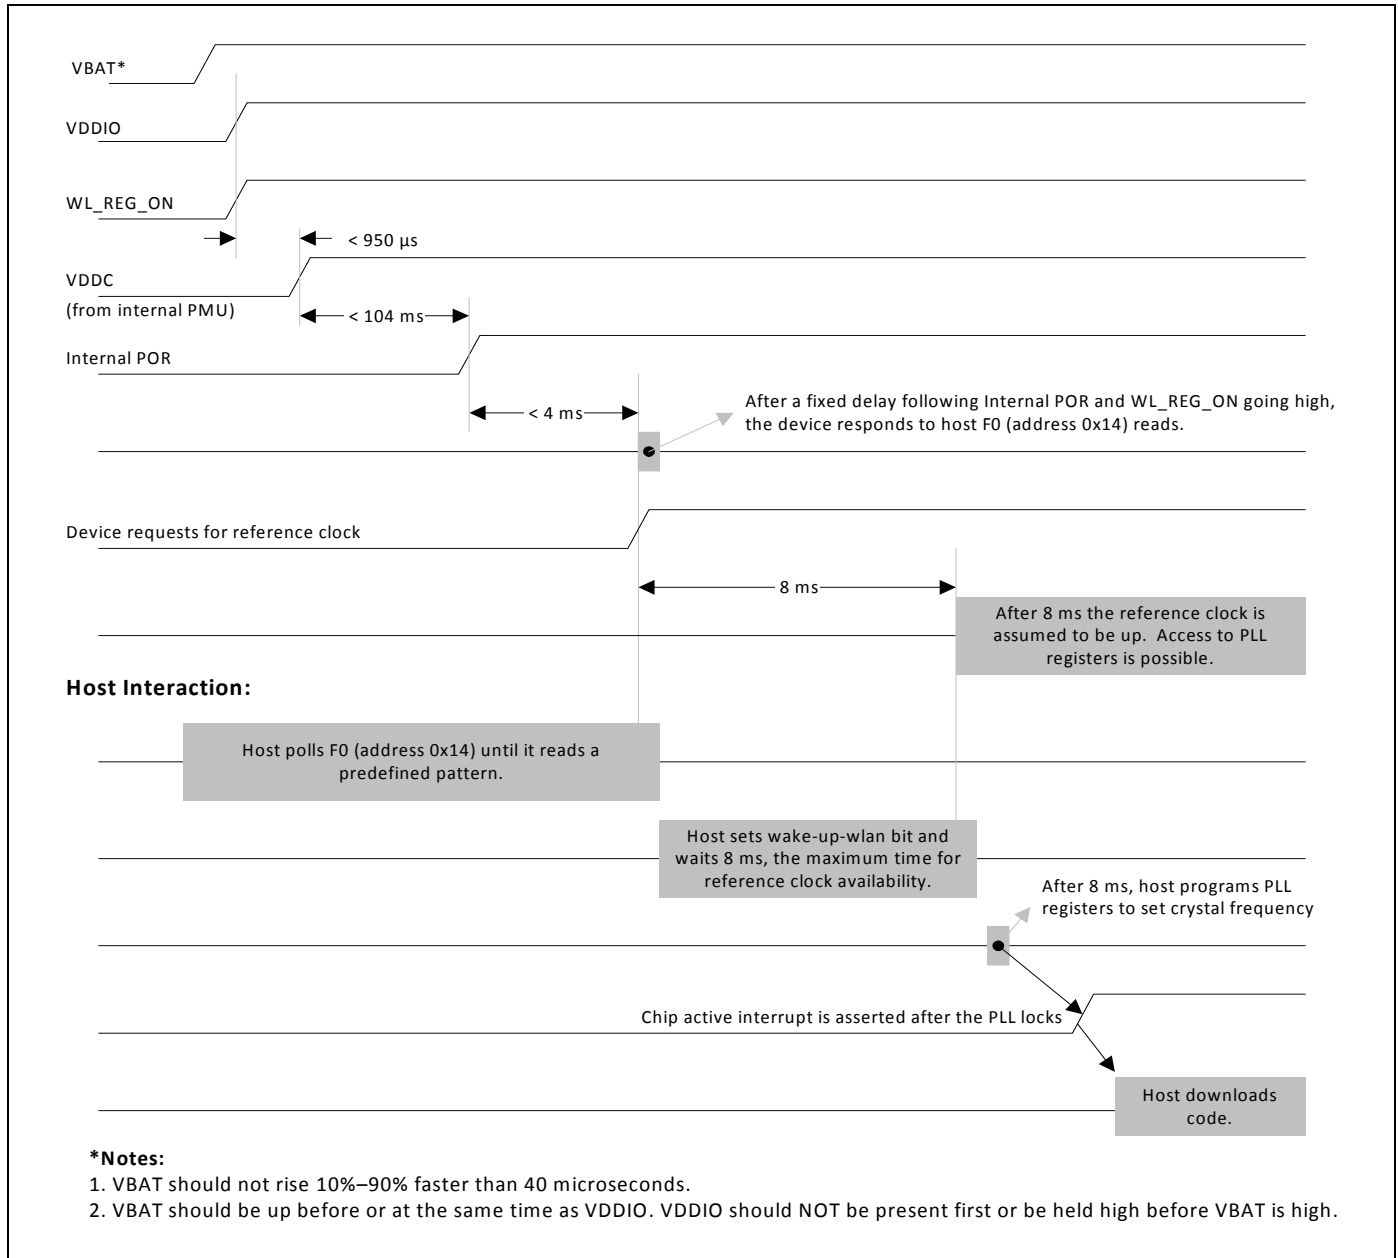 VBAT*
VDDIO
WL_REG_ON
< 950 µs
VDDC
(from internal PMU)
< 104 ms
Internal POR
< 4 ms
After a fixed delay following Internal POR and WL_REG_ON going high,
the device responds to host F0 (address 0x14) reads.
Device requests for reference clock
8 ms
After 8 ms the reference clock is
assumed to be up. Access to PLL
registers is possible.
Host Interaction:
Host polls F0 (address 0x14) until it reads a
predefined pattern.
Host sets wake-up-wlan bit and
waits 8 ms, the maximum time for
reference clock availability.
After 8 ms, host programs PLL
registers to set crystal frequency
Chip active interrupt is asserted after the PLL locks
Host downloads
code.
*Notes:
1. VBAT should not rise 10%–90% faster than 40 microseconds.
2. VBAT should be up before or at the same time as VDDIO. VDDIO should NOT be present first or be held high before VBAT is high.